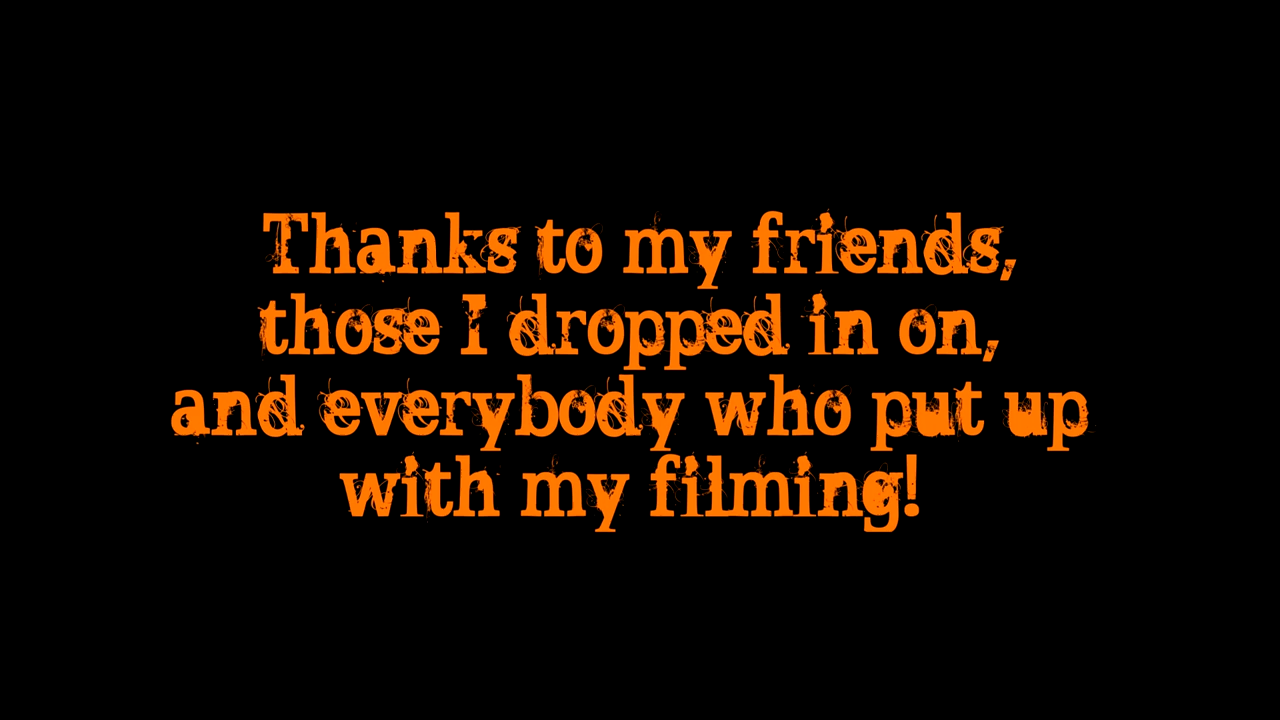 Thanks to my friends,
those I dropped in on,
and everybody who put up
with my filming!